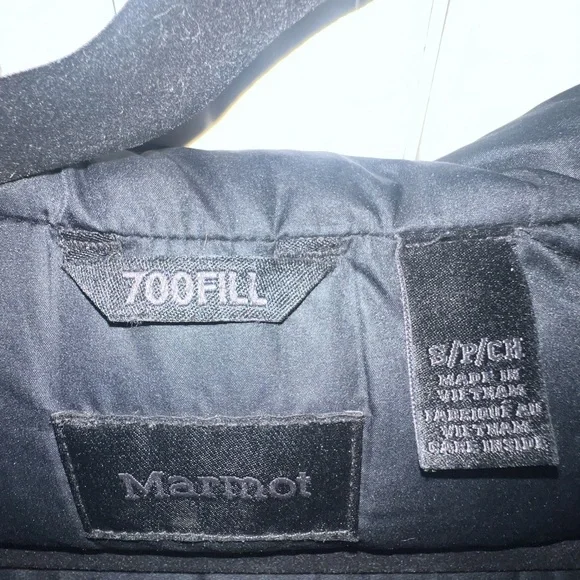 700FILL
S/P/CH
MADE IN
VIETNAM
FABRIQUE AU
VIETNAM
CARE INSIDE
Marmot